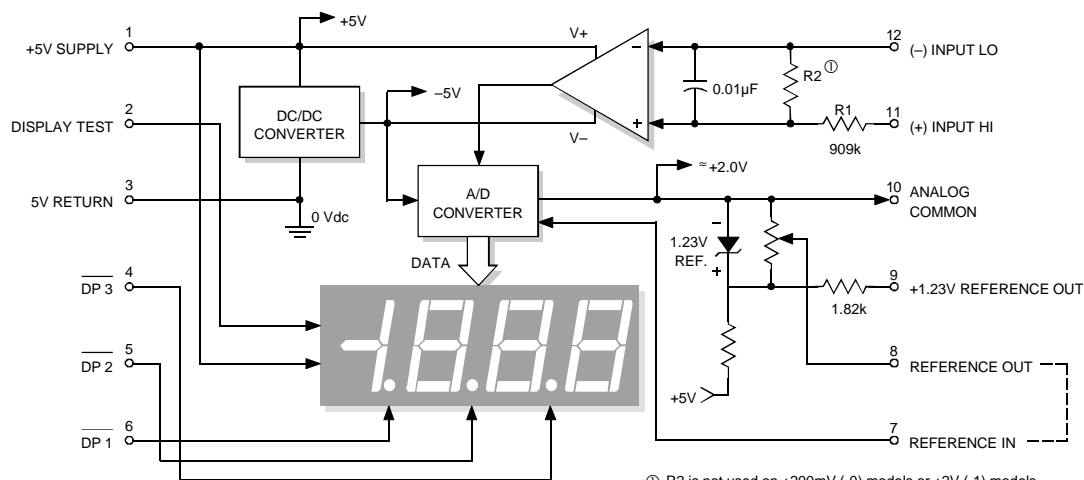 +5V
1
+5V SUPPLY
V+
12
(–) INPUT LO
R2 ①
0.01µF
–5V
2
DISPLAY TEST
DC/DC
CONVERTER
V–
R1
11
(+) INPUT HI
909k
≈+2.0V
3
5V RETURN
0 Vdc
A/D
CONVERTER
10
ANALOG
COMMON
1.23V
REF.
DATA
4
DP 3
9
+1.23V REFERENCE OUT
1.82k
-1.8.8.8
5
DP 2
8
REFERENCE OUT
+5V
6
DP 1
7
REFERENCE IN